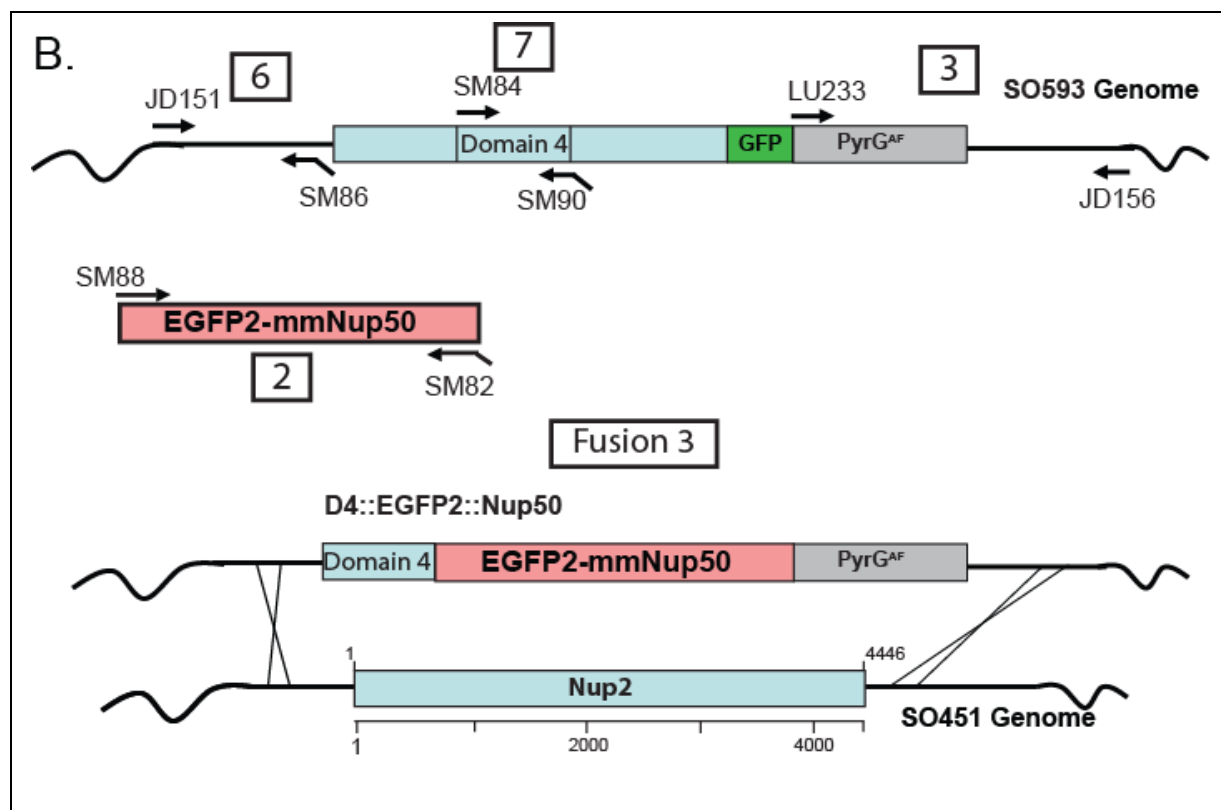 B.
6
7
3
JD151
SM84
LU233
SO593 Genome
Domain 4
GFP
PyrGAF
SM86
SM90
JD156
SM88
EGFP2-mmNup50
2
SM82
Fusion 3
D4::EGFP2::Nup50
Domain 4
EGFP2-mmNup50
PyrGAF
1
4446
Nup2
SO451 Genome
1
2000
4000